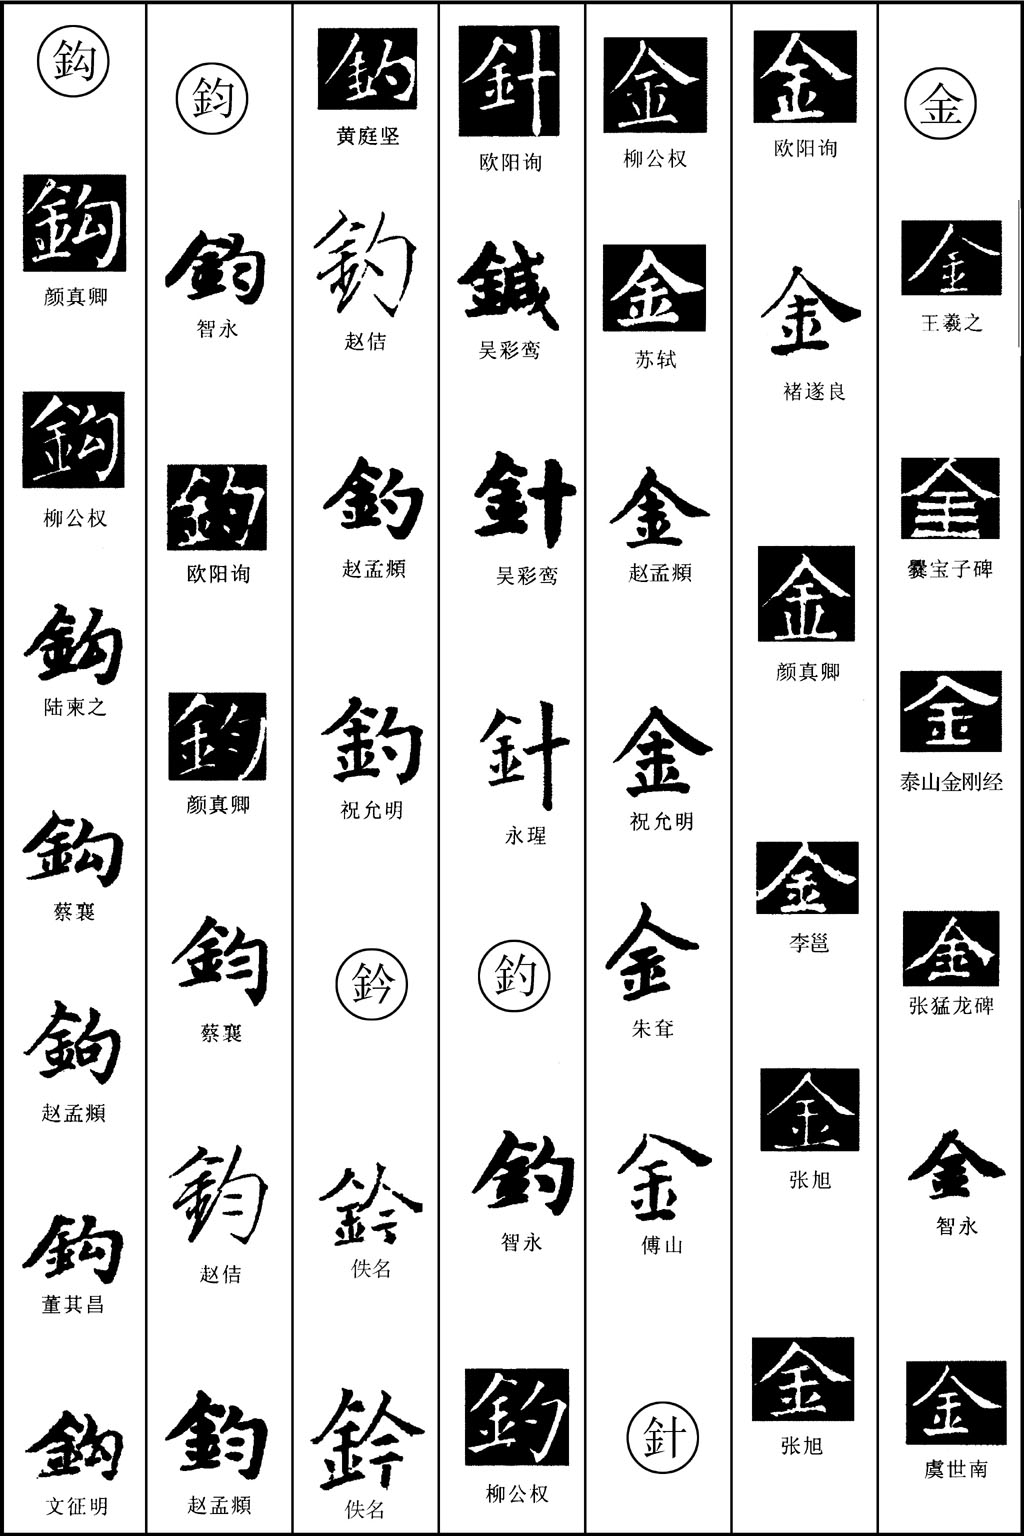 金
金
王羲之
金
爨宝子碑
金
泰山金刚经
金
张猛龙碑
金
智永
金
虞世南
金
欧阳询
金
褚遂良
金
颜真卿
金
李邕
金
张旭
金
张旭
金
柳公权
金
苏轼
金
赵孟頫
金
祝允明
金
朱耷
金
傅山
針
針
欧阳询
鍼
吴彩鸾
針
吴彩鸾
針
永瑆
釣
釣
智永
釣
柳公权
釣
黄庭坚
釣
赵佶
釣
赵孟頫
釣
祝允明
鈐
鈐
佚名
鈐
佚名
鈞
鈞
智永
欧阳询
鈞
颜真卿
鈞
蔡襄
鈞
赵佶
鈞
赵孟頫
鈎
鈎
颜真卿
鈎
柳公权
鈎
陆柬之
鈎
蔡襄
鉤
赵孟頫
鈎
董其昌
鈎
文征明